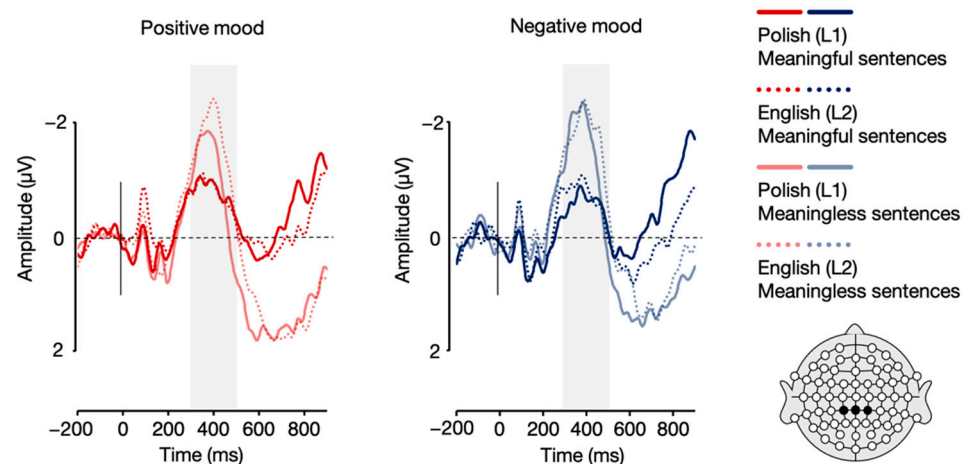 Positive mood
Negative mood
Polish (L1)
Meaningful sentences
English (L2)
Meaningful sentences
Polish (L1)
Meaningless sentences
English (L2)
Meaningless sentences
Amplitude (µV)
−2
0
2
−200 0 200 400 600 800
Time (ms)
Amplitude (µV)
−2
0
2
−200 0 200 400 600 800
Time (ms)